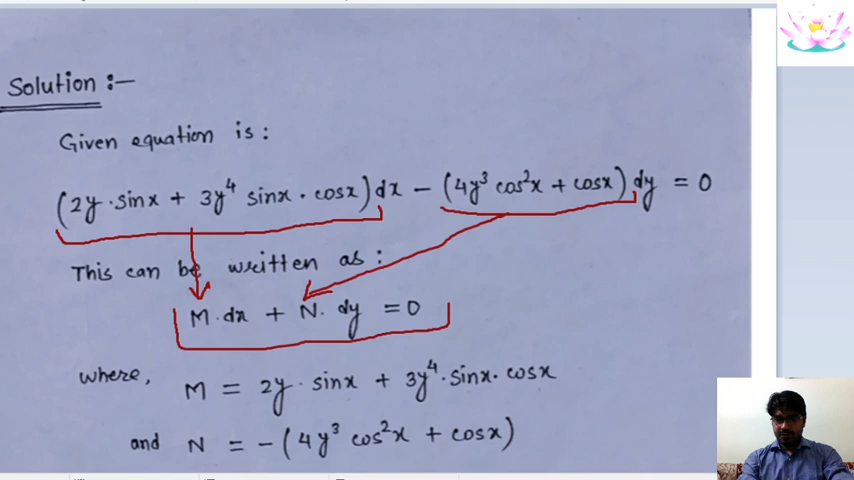 Solution :-
Given equation is :
(2y·sinx + 3y⁴ sinx·cosx)dx - (4y³ cos²x + cosx)dy = 0
This can be written as :
M·dx + N·dy = 0
where, M = 2y·sinx + 3y⁴·sinx·cosx
and N = -(4y³ cos²x + cosx)